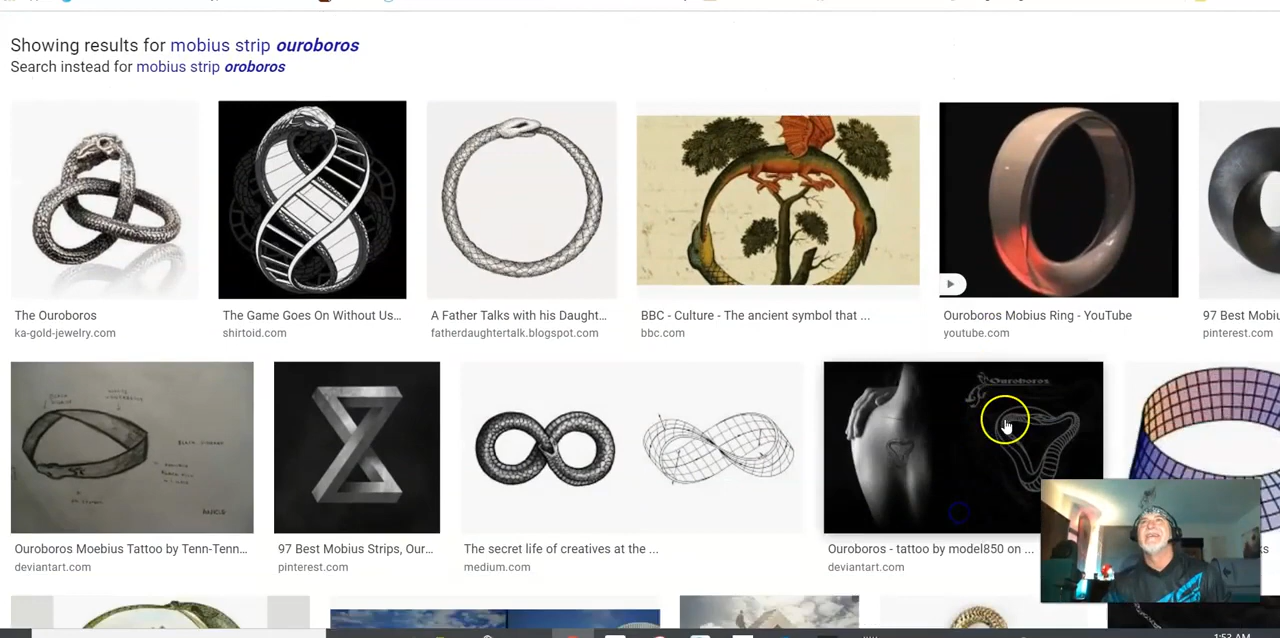 Showing results for mobius strip ouroboros
Search instead for mobius strip oroboros
The Ouroboros
ka-gold-jewelry.com
The Game Goes On Without Us...
shirtoid.com
A Father Talks with his Daught...
fatherdaughtertalk.blogspot.com
BBC - Culture - The ancient symbol that ...
bbc.com
Ouroboros Mobius Ring - YouTube
youtube.com
97 Best Mobiu
pinterest.com
Ouroboros
Ouroboros Moebius Tattoo by Tenn-Tenn...
deviantart.com
97 Best Mobius Strips, Our...
pinterest.com
The secret life of creatives at the ...
medium.com
Ouroboros - tattoo by model850 on ...
deviantart.com
ks
1:53 AM